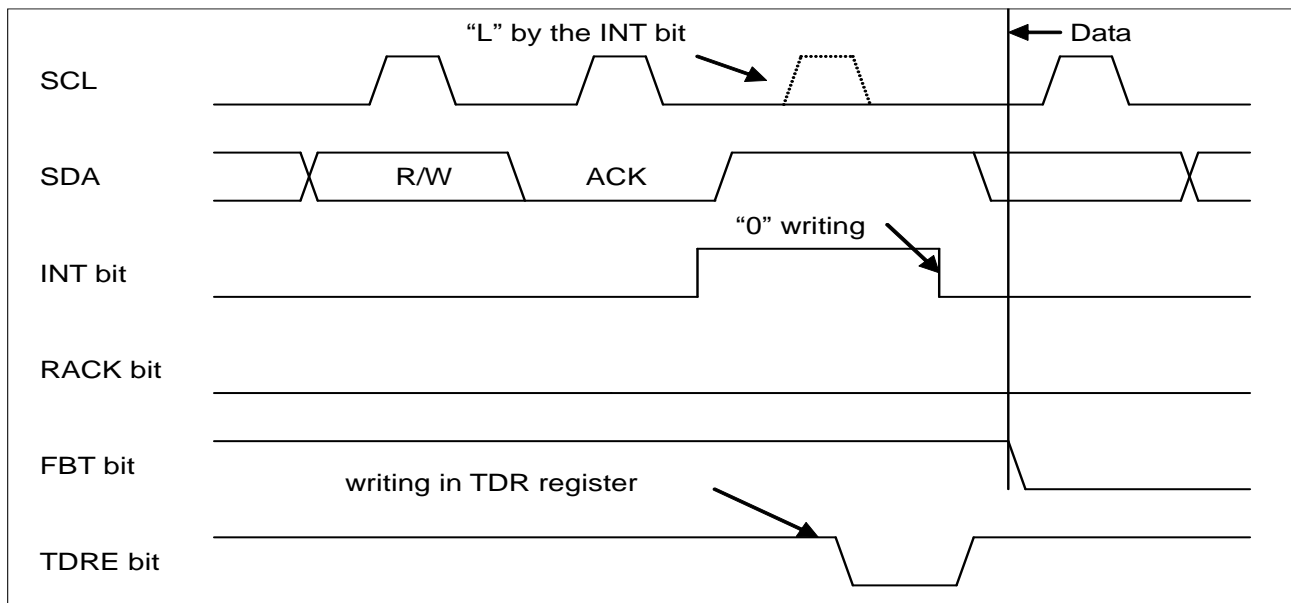 “L” by the INT bit
Data
SCL
SDA
R/W
ACK
“0” writing
INT bit
RACK bit
FBT bit
writing in TDR register
TDRE bit